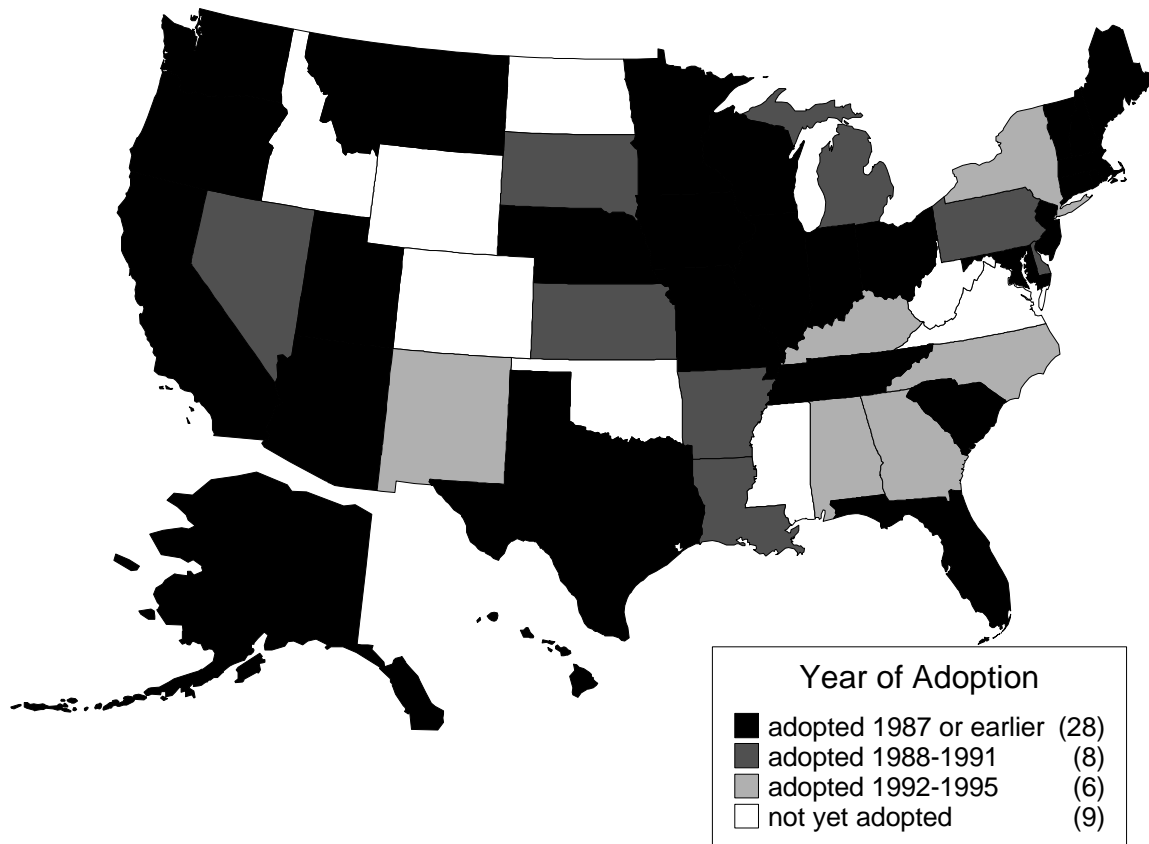 Year of Adoption
adopted 1987 or earlier (28)
adopted 1988-1991 (8)
adopted 1992-1995 (6)
not yet adopted (9)